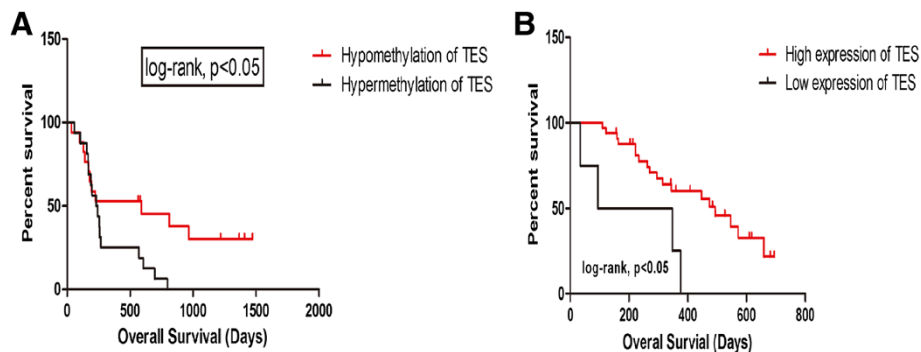 A
log-rank, p<0.05
Hypomethylation of TES
Hypermethylation of TES
Percent survival
150
100
50
0
0 500 1000 1500 2000
Overall Survival (Days)
B
High expression of TES
Low expression of TES
Percent survival
150
100
50
0
log-rank, p<0.05
0 200 400 600 800
Overal Survial (Days)